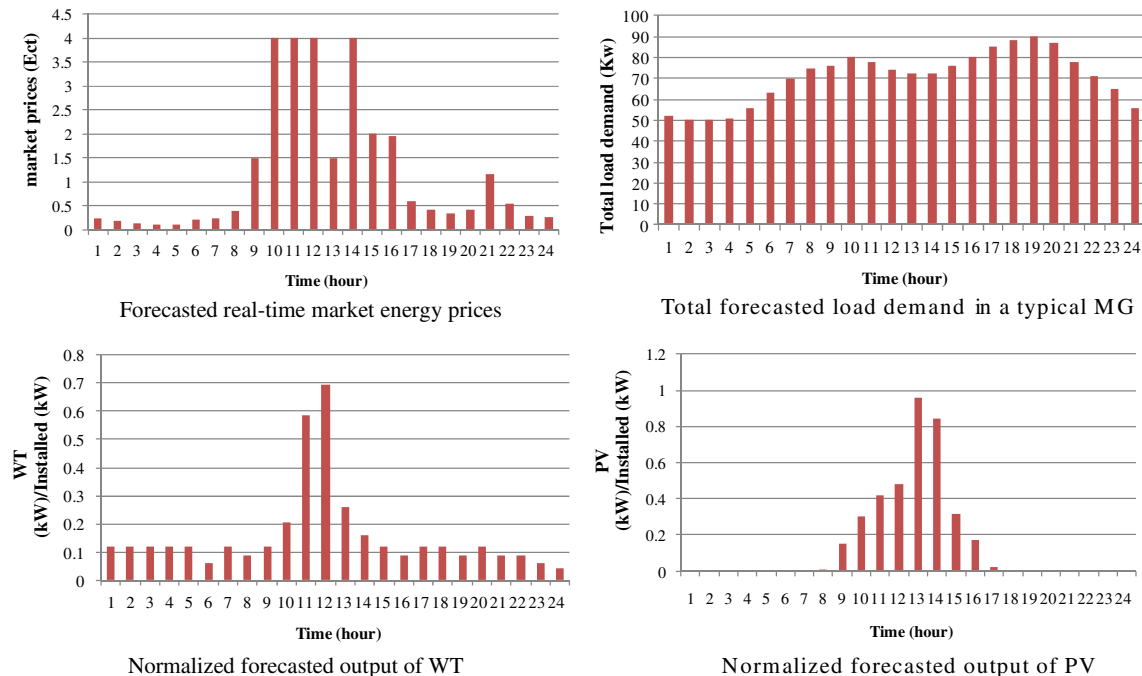 market prices (Ect)
4.5
4
3.5
3
2.5
2
1.5
1
0.5
0
1 2 3 4 5 6 7 8 9 10 11 12 13 14 15 16 17 18 19 20 21 22 23 24
Time (hour)
Forecasted real-time market energy prices
Total load demand (Kw)
100
90
80
70
60
50
40
30
20
10
0
1 2 3 4 5 6 7 8 9 10 11 12 13 14 15 16 17 18 19 20 21 22 23 24
Time (hour)
Total forecasted load demand in a typical MG
WT
(kW)/Installed (kW)
0.8
0.7
0.6
0.5
0.4
0.3
0.2
0.1
0
1 2 3 4 5 6 7 8 9 10 11 12 13 14 15 16 17 18 19 20 21 22 23 24
Time (hour)
Normalized forecasted output of WT
PV
(kW)/Installed (kW)
1.2
1
0.8
0.6
0.4
0.2
0
1 2 3 4 5 6 7 8 9 10 11 12 13 14 15 16 17 18 19 20 21 22 23 24
Time (hour)
Normalized forecasted output of PV